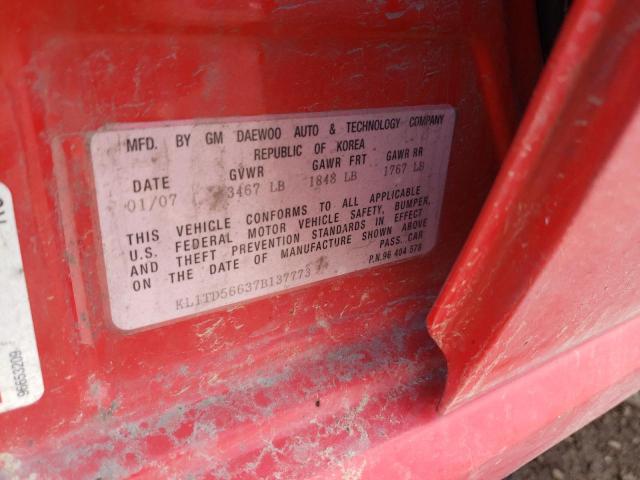 MFD. BY GM DAEWOO AUTO & TECHNOLOGY COMPANY
REPUBLIC OF KOREA
DATE GVWR GAWR FRT GAWR RR
01/07 3467 LB 1848 LB 1767 LB
THIS VEHICLE CONFORMS TO ALL APPLICABLE
U.S. FEDERAL MOTOR VEHICLE SAFETY, BUMPER,
AND THEFT PREVENTION STANDARDS IN EFFECT
ON THE DATE OF MANUFACTURE SHOWN ABOVE
PASS. CAR
KL1TD56637B137773 P.N.96 404 578
96653209